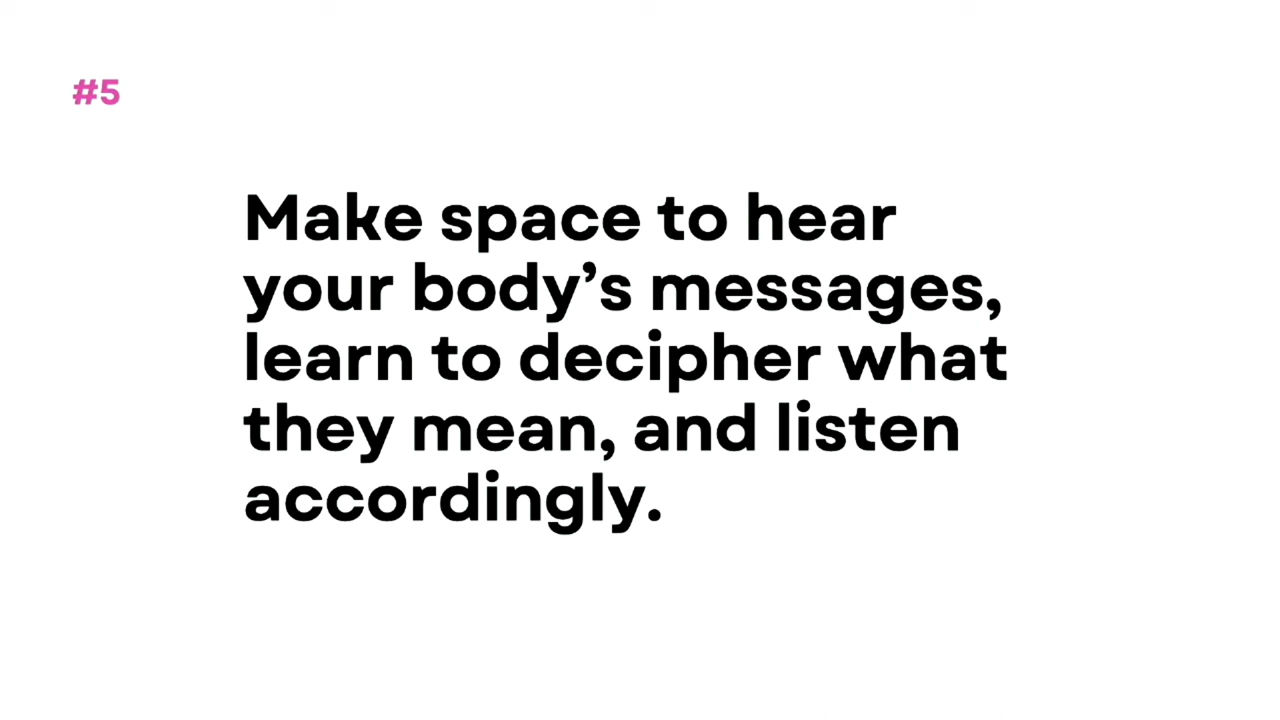 #5
Make space to hear
your body’s messages,
learn to decipher what
they mean, and listen
accordingly.